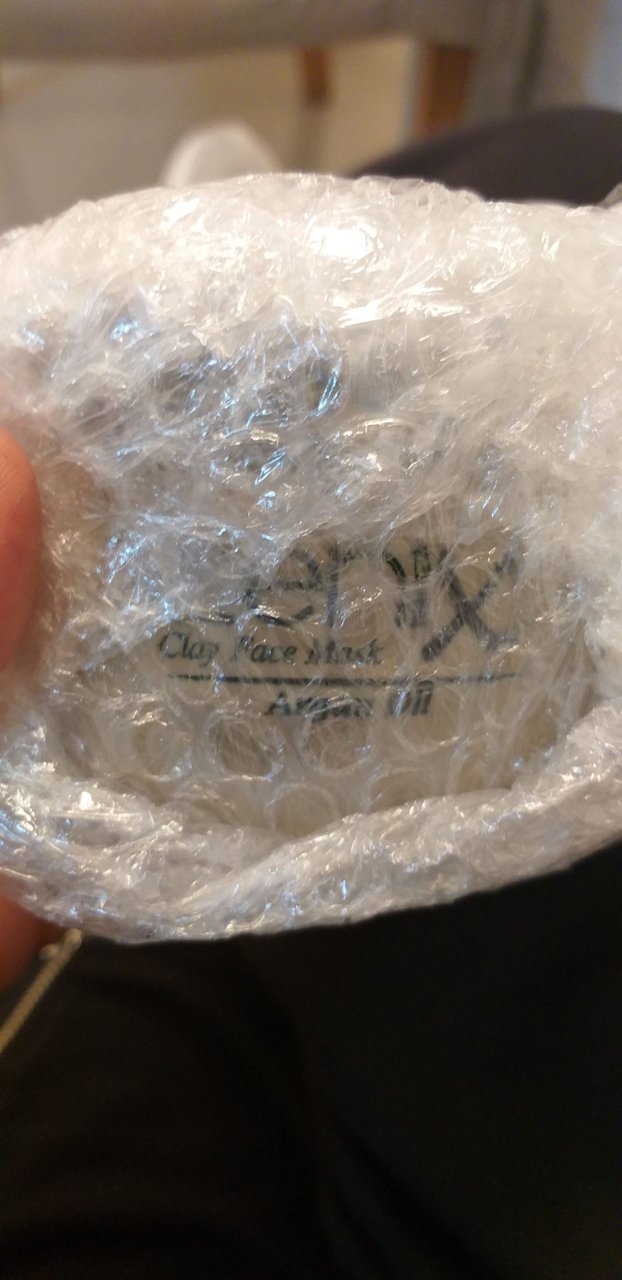 Clay Face Mask
Argan Oil